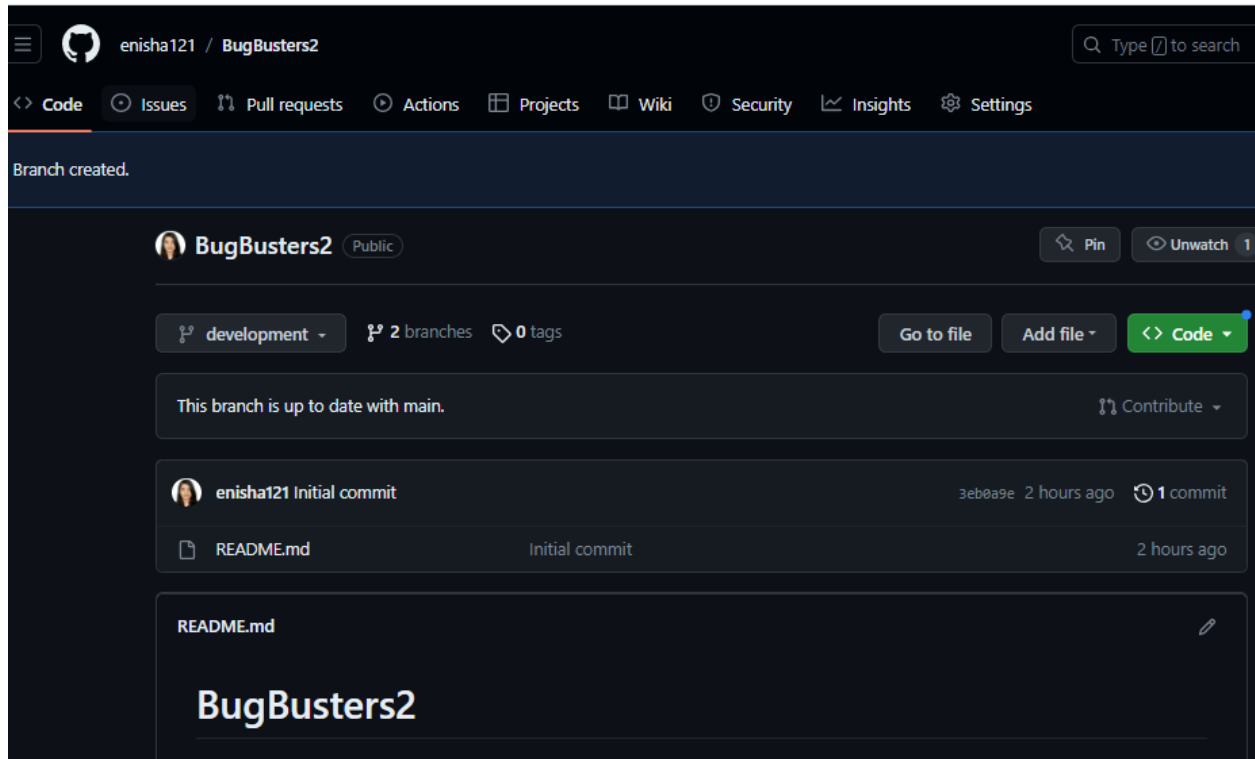 enisha121 / BugBusters2
Type / to search
<> Code Issues Pull requests Actions Projects Wiki Security Insights Settings
Branch created.
BugBusters2 Public
Pin Unwatch 1
development 2 branches 0 tags Go to file Add file <> Code
This branch is up to date with main. Contribute
enisha121 Initial commit 3eb0a9e 2 hours ago 1 commit
README.md Initial commit 2 hours ago
README.md
BugBusters2